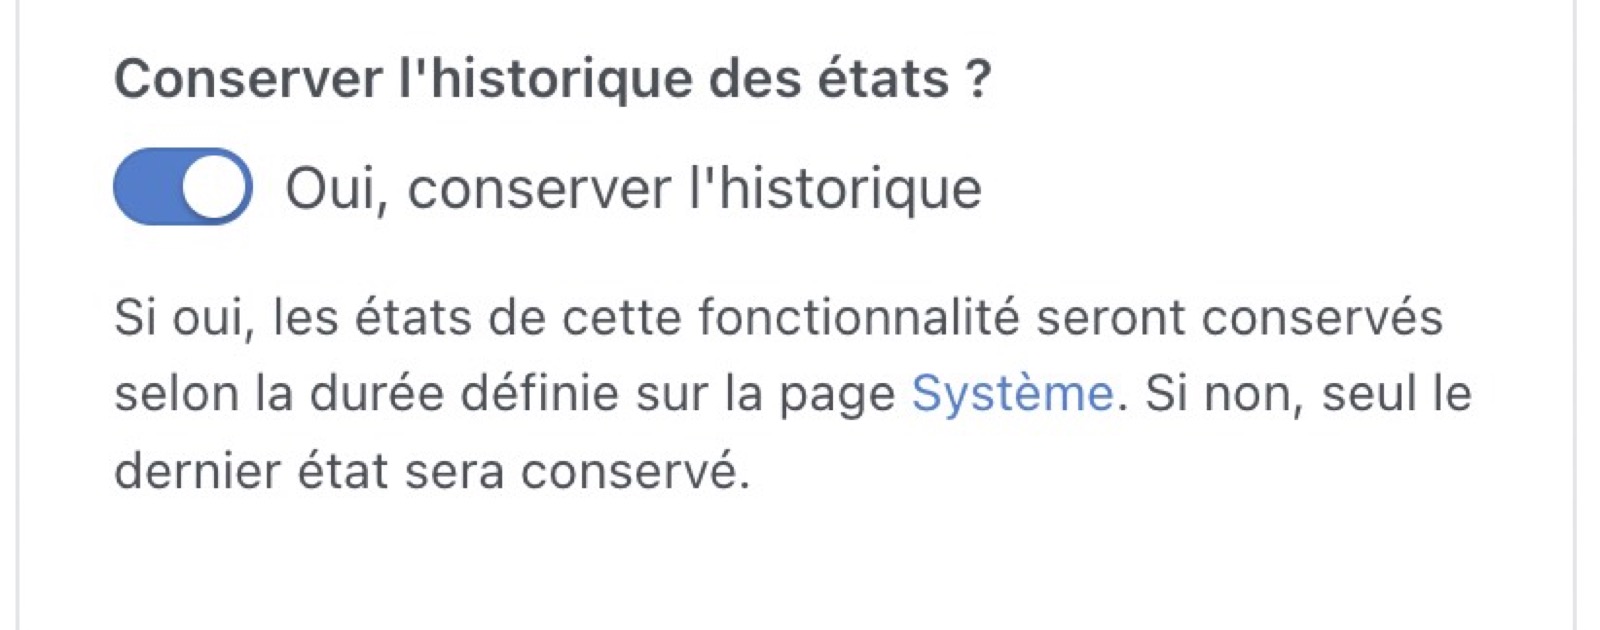 Conserver l'historique des états ?
Oui, conserver l'historique
Si oui, les états de cette fonctionnalité seront conservés
selon la durée définie sur la page Système. Si non, seul le
dernier état sera conservé.